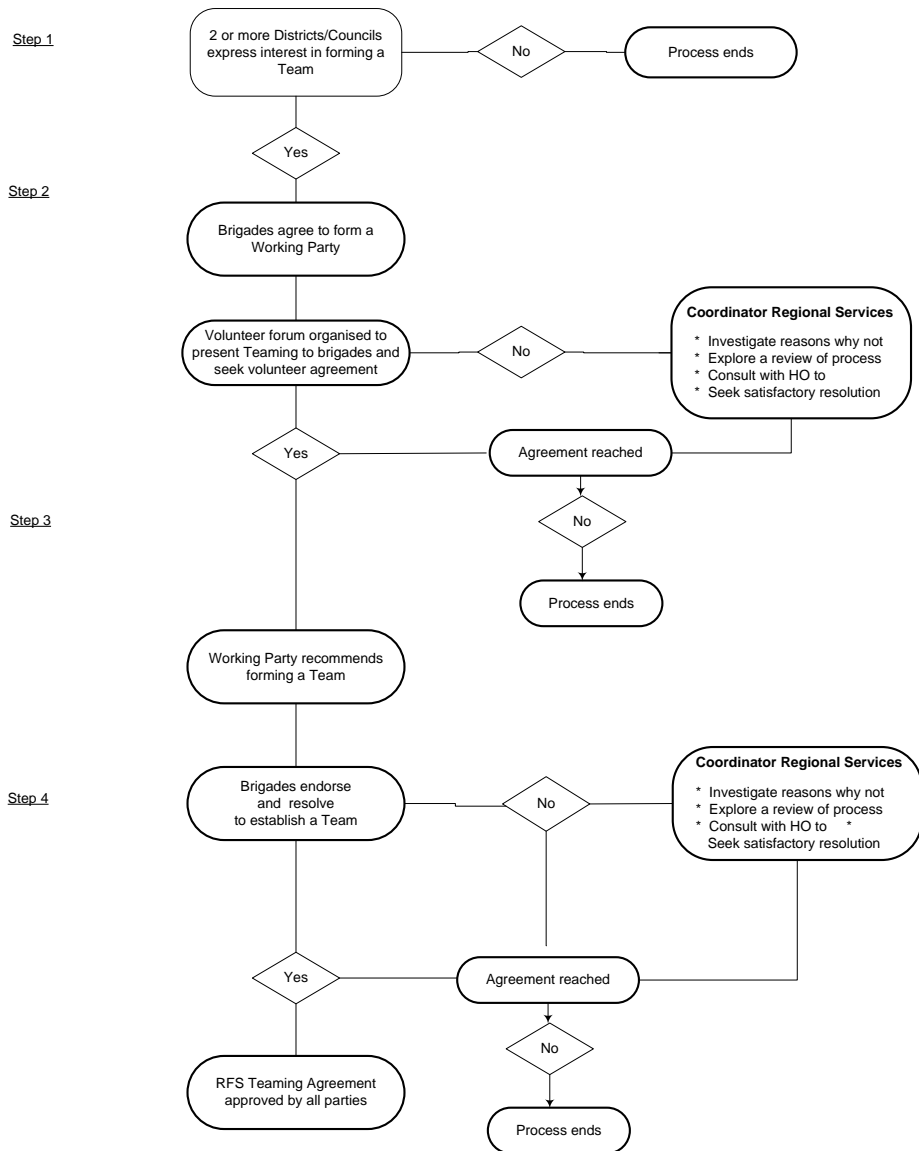 Step 1
2 or more Districts/Councils
express interest in forming a
Team
No
Process ends
Yes
Step 2
Brigades agree to form a
Working Party
Volunteer forum organised to
present Teaming to brigades and
seek volunteer agreement
No
Coordinator Regional Services
* Investigate reasons why not
* Explore a review of process
* Consult with HO to
* Seek satisfactory resolution
Yes
Agreement reached
Step 3
No
Process ends
Working Party recommends
forming a Team
Step 4
Brigades endorse
and resolve
to establish a Team
No
Coordinator Regional Services
* Investigate reasons why not
* Explore a review of process
* Consult with HO to *
Seek satisfactory resolution
Yes
Agreement reached
No
RFS Teaming Agreement
approved by all parties
Process ends